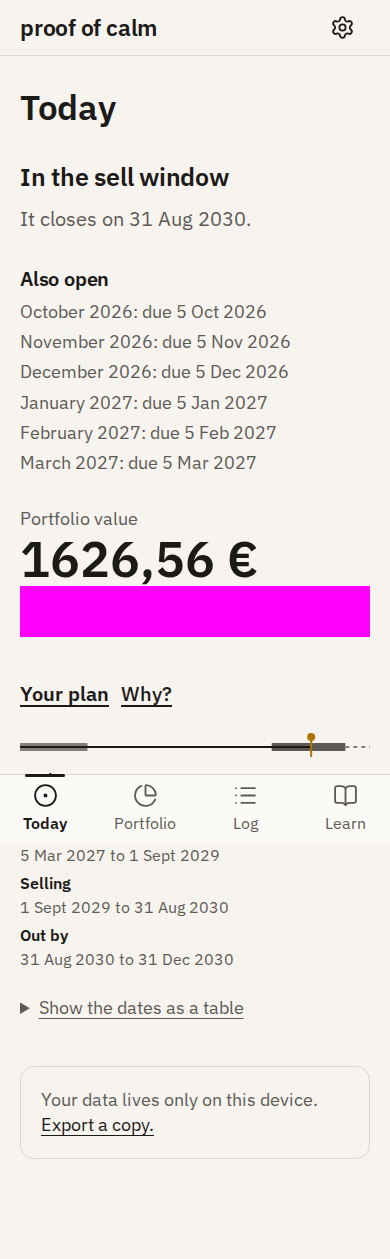 proof of calm
Today
In the sell window
It closes on 31 Aug 2030.
Also open
October 2026: due 5 Oct 2026
November 2026: due 5 Nov 2026
December 2026: due 5 Dec 2026
January 2027: due 5 Jan 2027
February 2027: due 5 Feb 2027
March 2027: due 5 Mar 2027
Portfolio value
1626,56 €
Your plan Why?
Today Portfolio Log Learn
5 Mar 2027 to 1 Sept 2029
Selling
1 Sept 2029 to 31 Aug 2030
Out by
31 Aug 2030 to 31 Dec 2030
Show the dates as a table
Your data lives only on this device.
Export a copy.